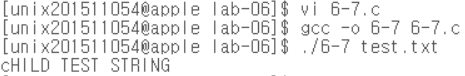 [unix201511054@apple lab-06]$ vi 6-7.c
[unix201511054@apple lab-06]$ gcc -o 6-7 6-7.c
[unix201511054@apple lab-06]$ ./6-7 test.txt
cHILD TEST STRING